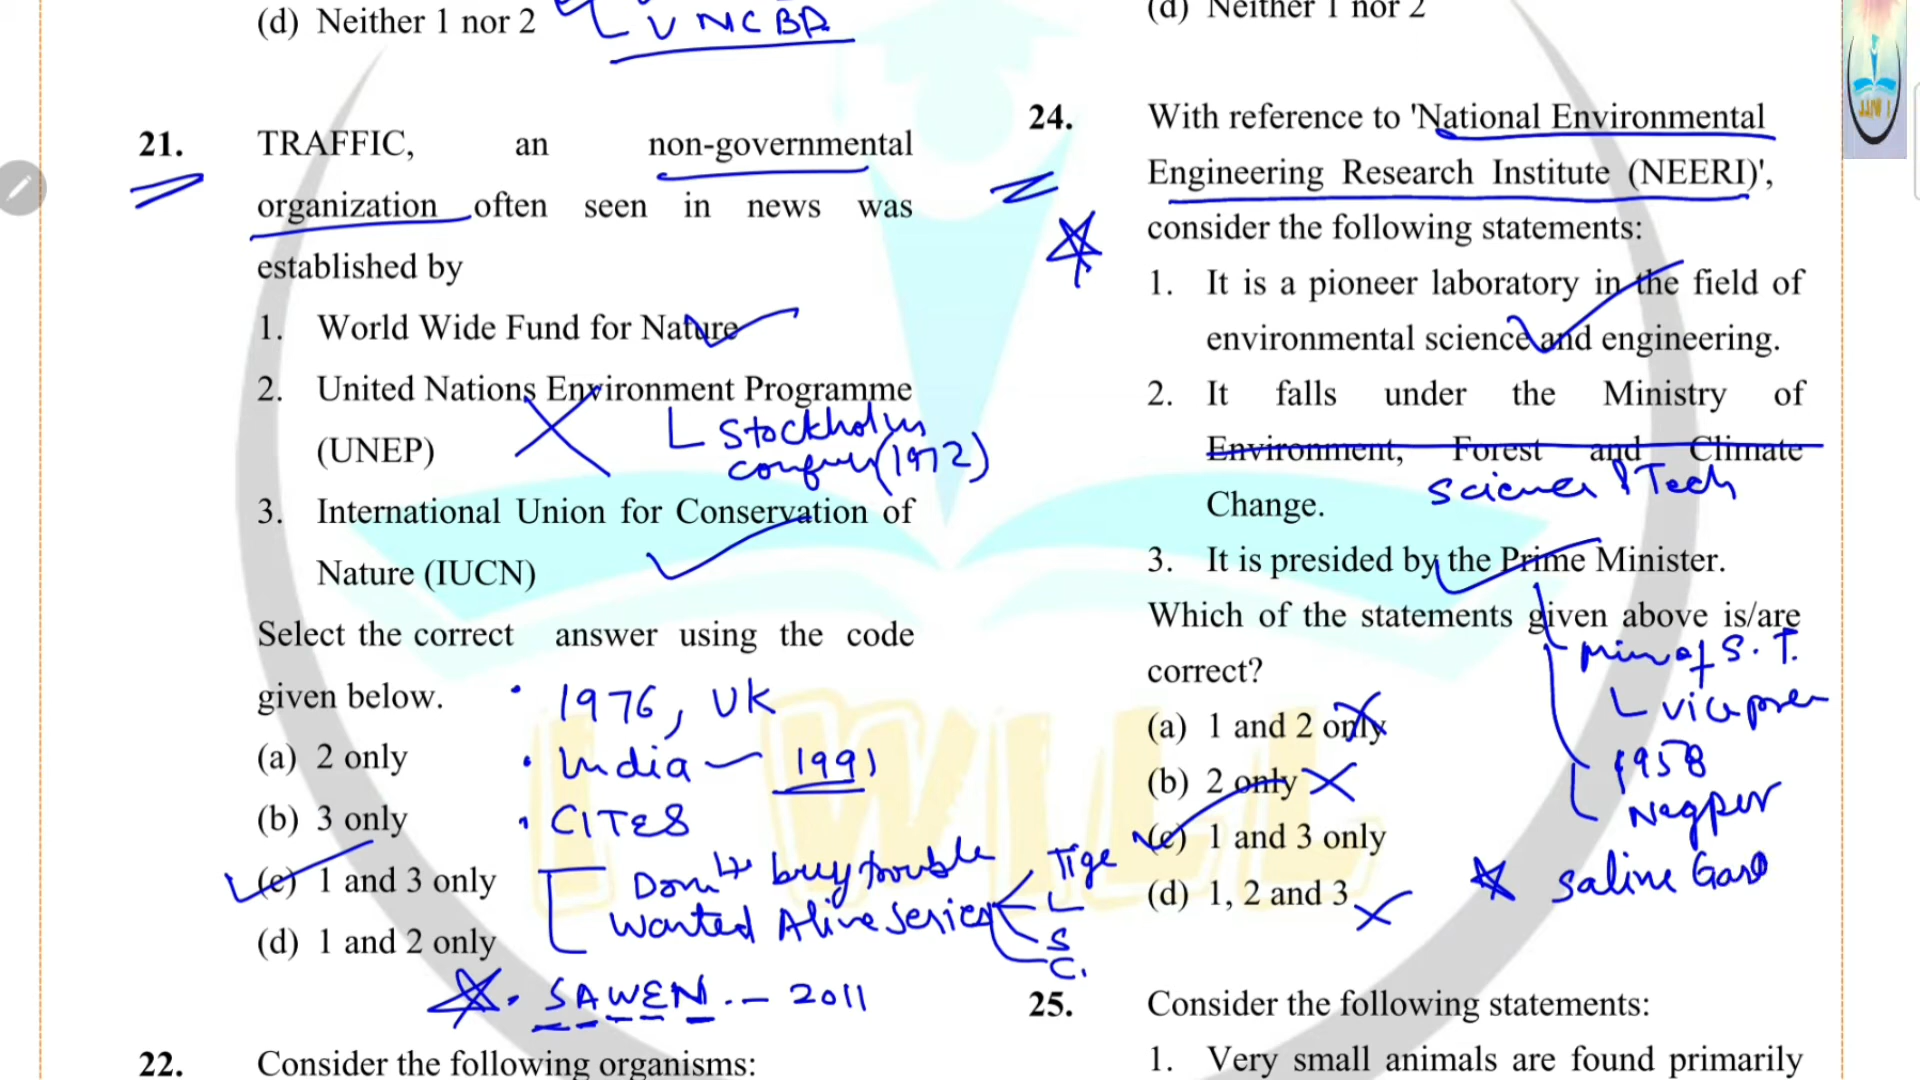 (d) Neither 1 nor 2
V NCBD
21. TRAFFIC, an non-governmental
organization often seen in news was
established by
1. World Wide Fund for Nature
2. United Nations Environment Programme
(UNEP)
Stockholm
(1972)
3. International Union for Conservation of
Nature (IUCN)
Select the correct answer using the code
given below.
• 1976, UK
(a) 2 only
• India 1991
(b) 3 only
• CITES
(c) 1 and 3 only
Don't buy trouble
Wanted Alive Series
Tige
L
S
C.
(d) 1 and 2 only
SAWEN. - 2011
22. Consider the following organisms:
(d) Neither 1 nor 2
24. With reference to 'National Environmental
Engineering Research Institute (NEERI)',
consider the following statements:
1. It is a pioneer laboratory in the field of
environmental science and engineering.
2. It falls under the Ministry of
Environment, Forest and Climate
Science & Tech
Change.
3. It is presided by the Prime Minister.
Which of the statements given above is/are
Min of S.T.
correct?
vice pres
(a) 1 and 2 only
1958
(b) 2 only
Nagpur
(c) 1 and 3 only
Saline
(d) 1, 2 and 3
25. Consider the following statements:
1. Very small animals are found primarily
I WILL